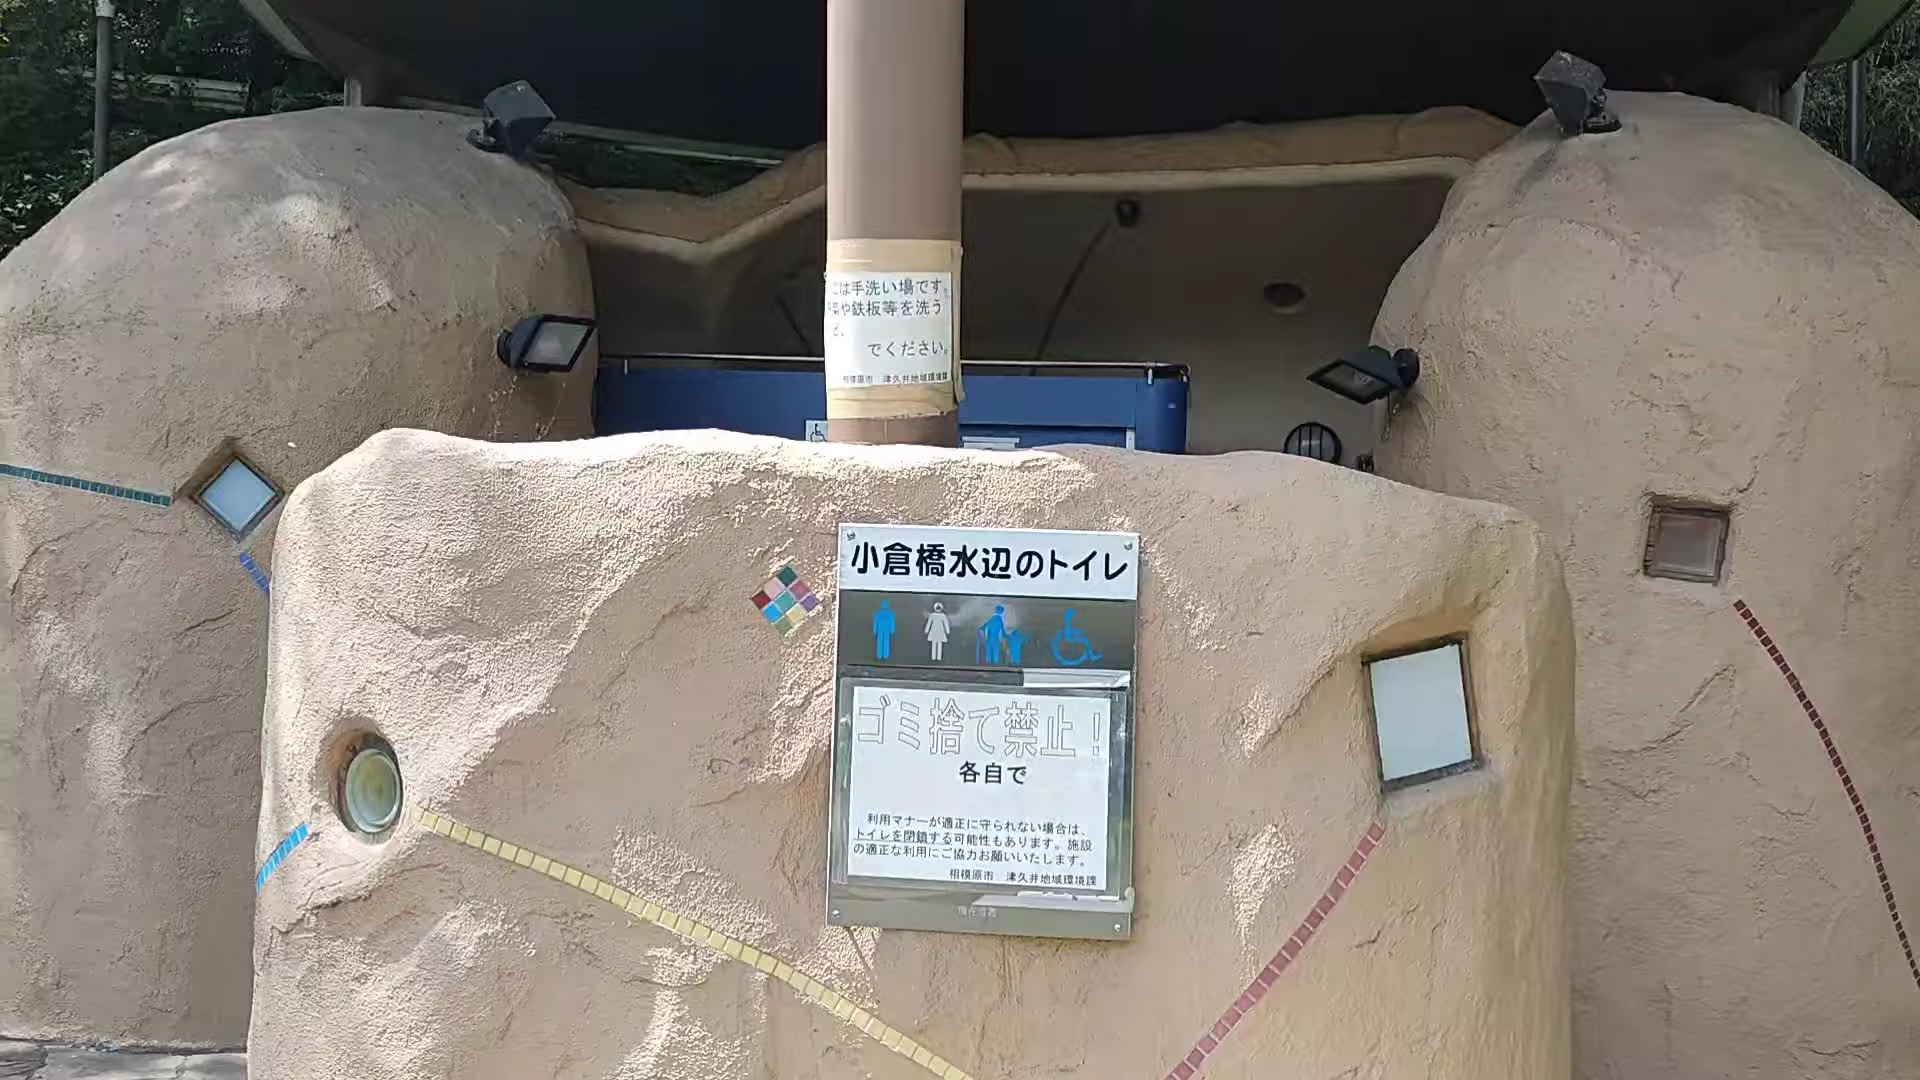 は手洗い場です。
や鉄板等を洗う
でください。
相模原市 津久井地域環境課
小倉橋水辺のトイレ
ゴミ捨て禁止!
各自で
利用マナーが適正に守られない場合は、
トイレを閉鎖する可能性もあります。施設
の適正な利用にご協力お願いいたします。
相模原市 津久井地域環境課